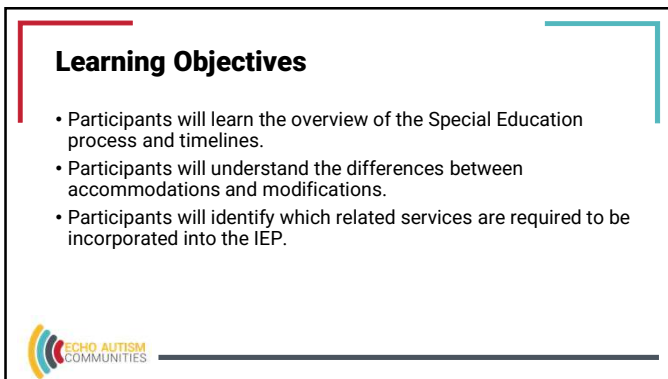 Learning Objectives
• Participants will learn the overview of the Special Education
process and timelines.
• Participants will understand the differences between
accommodations and modifications.
• Participants will identify which related services are required to be
incorporated into the IEP.
ECHO AUTISM
COMMUNITIES